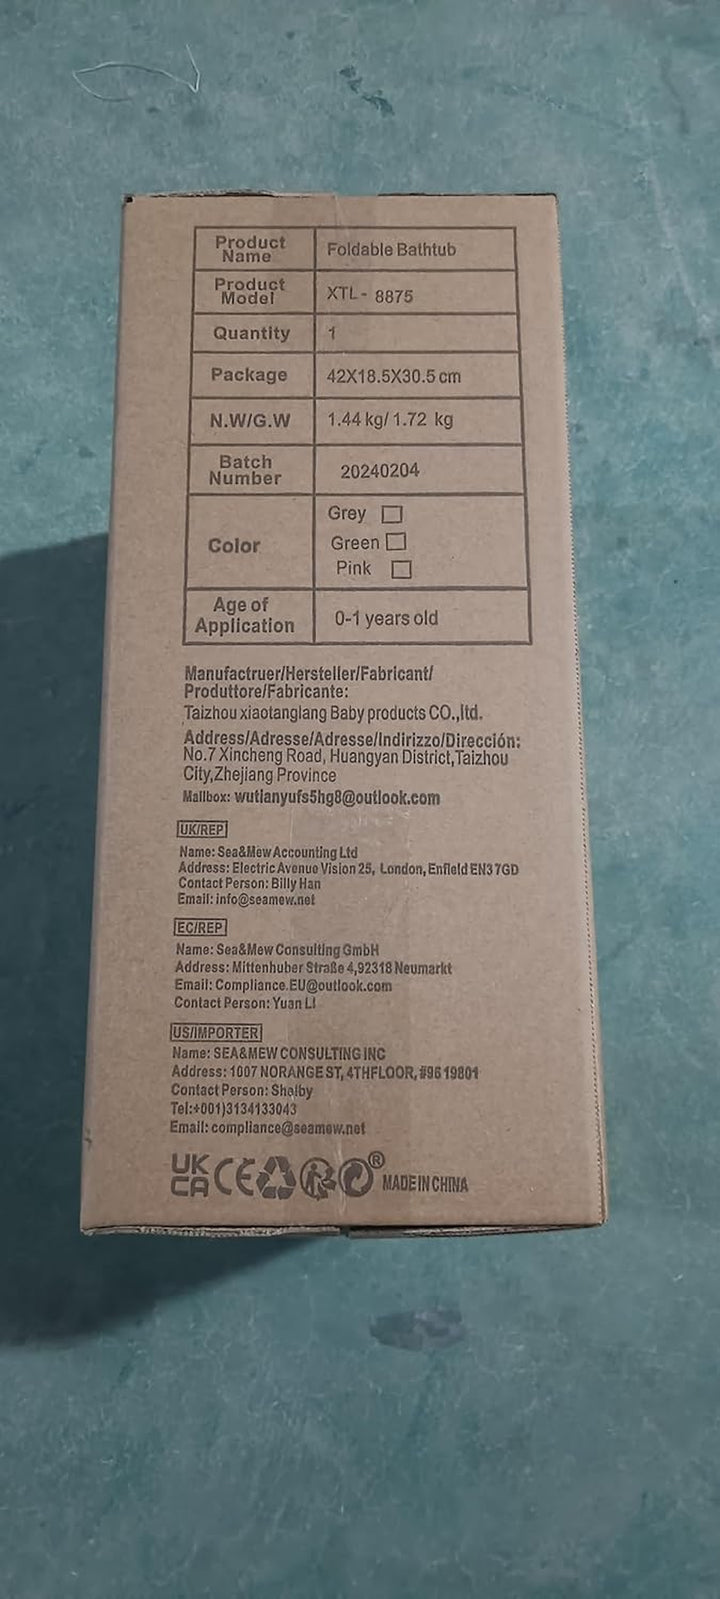 Product Name Foldable Bathtub
Product Model XTL- 8875
Quantity 1
Package 42X18.5X30.5 cm
N.W/G.W 1.44 kg/ 1.72 kg
Batch Number 20240204
Color
Grey
Green
Pink
Age of Application 0-1 years old
Manufactruer/Hersteller/Fabricant/
Produttore/Fabricante:
Taizhou xiaotanglang Baby products CO.,ltd.
Address/Adresse/Adresse/Indirizzo/Dirección:
No.7 Xincheng Road, Huangyan District,Taizhou
City,Zhejiang Province
Mailbox: wutianyufs5hg8@outlook.com
UK/REP
Name: Sea&Mew Accounting Ltd
Address: Electric Avenue Vision 25, London, Enfield EN3 7GD
Contact Person: Billy Han
Email: info@seamew.net
EC/REP
Name: Sea&Mew Consulting GmbH
Address: Mittenhuber Straße 4,92318 Neumarkt
Email: Compliance.EU@outlook.com
Contact Person: Yuan Li
US/IMPORTER
Name: SEA&MEW CONSULTING INC
Address: 1007 NORANGE ST, 4THFLOOR, #96 19801
Contact Person: Shelby
Tel:+001)3134133043
Email: compliance@seamew.net
UK
CA CE ® MADE IN CHINA